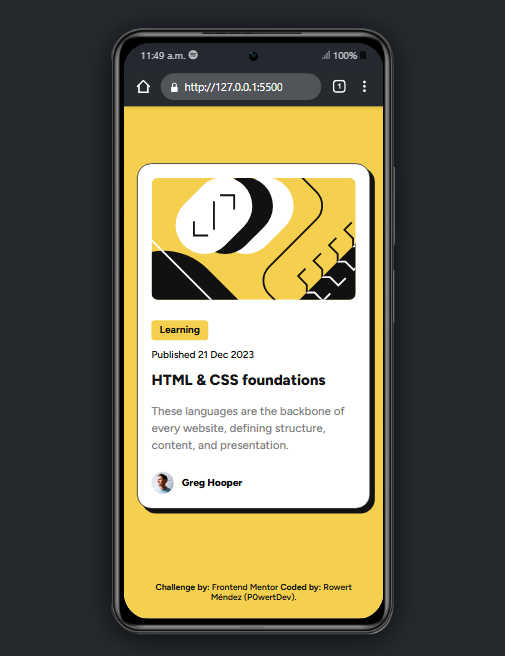 11:49 a.m. 100%
http://127.0.0.1:5500 1
Learning
Published 21 Dec 2023
HTML & CSS foundations
These languages are the backbone of
every website, defining structure,
content, and presentation.
Greg Hooper
Challenge by: Frontend Mentor Coded by: Rowert
Méndez (P0wertDev).